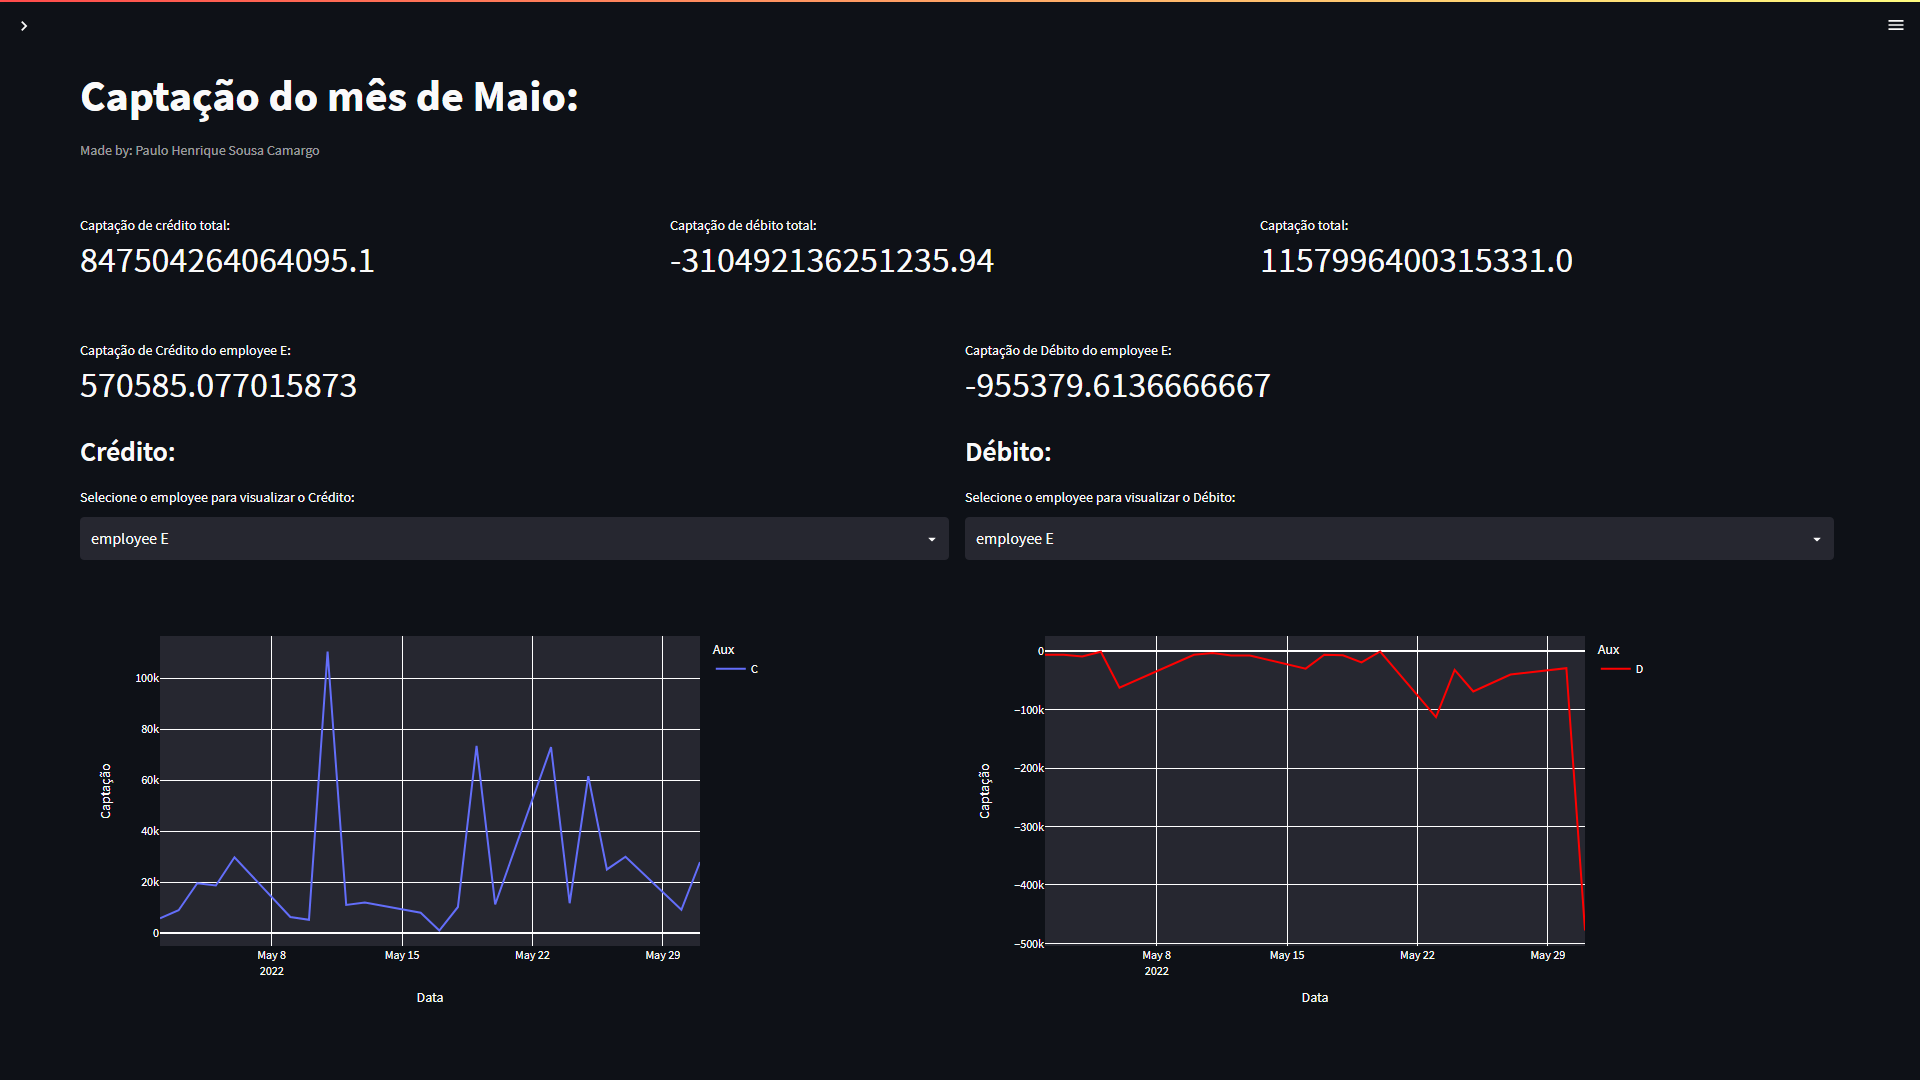 Captação do mês de Maio:
Made by: Paulo Henrique Sousa Camargo
Captação de crédito total:
847504264064095.1
Captação de débito total:
-310492136251235.94
Captação total:
1157996400315331.0
Captação de Crédito do employee E:
570585.077015873
Captação de Débito do employee E:
-955379.6136666667
Crédito:
Selecione o employee para visualizar o Crédito:
employee E
Débito:
Selecione o employee para visualizar o Débito:
employee E
Aux
C
100k
80k
60k
40k
20k
0
Captação
May 8
2022
May 15
May 22
May 29
Data
Aux
D
0
−100k
−200k
−300k
−400k
−500k
Captação
May 8
2022
May 15
May 22
May 29
Data